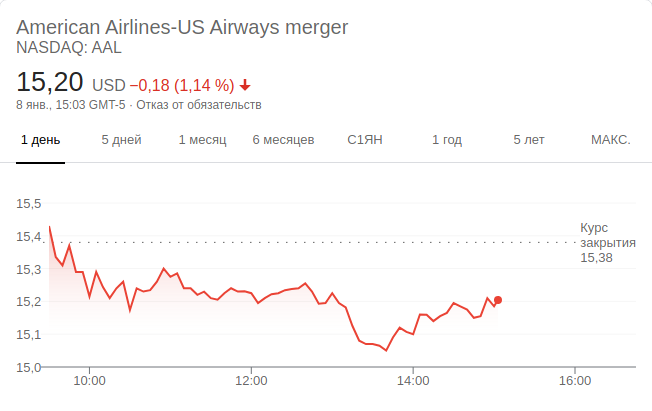 American Airlines-US Airways merger
NASDAQ: AAL
15,20 USD −0,18 (1,14 %)
8 янв., 15:03 GMT-5 · Отказ от обязательств
1 день 5 дней 1 месяц 6 месяцев С1ЯН 1 год 5 лет МАКС.
15,5
15,4
15,3
15,2
15,1
15,0
Курс
закрытия
15,38
10:00 12:00 14:00 16:00